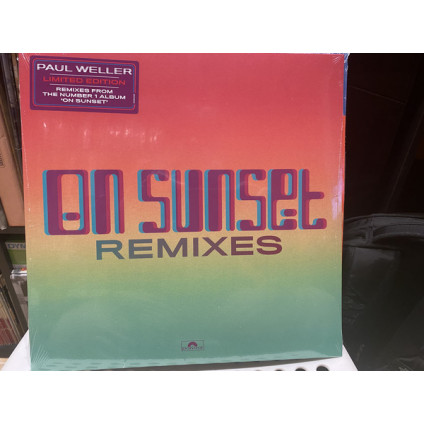 PAUL WELLER
LIMITED EDITION
REMIXES FROM
THE NUMBER 1 ALBUM
'ON SUNSET'
On SUnSet
REMIXES